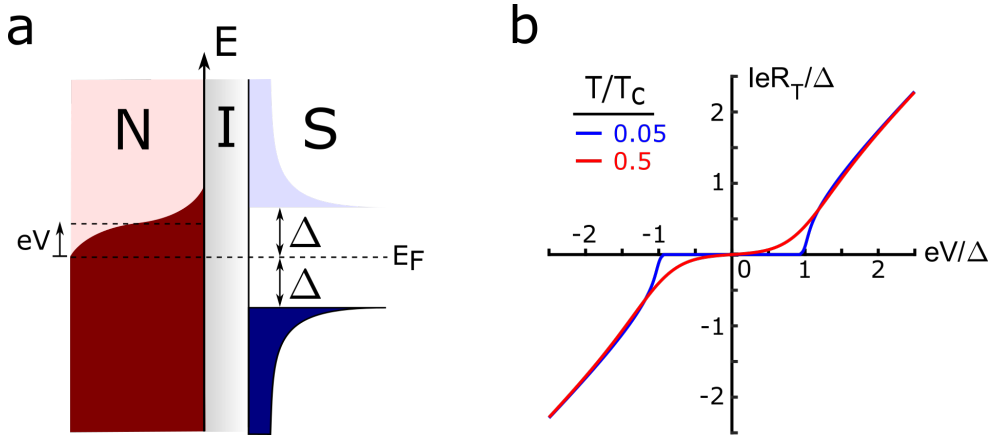 a
E
N
I
S
eV
Δ
E_F
Δ
b
IeR_T/Δ
T/T_C
0.05
0.5
2
1
-2
-1
0
1
2
eV/Δ
-1
-2